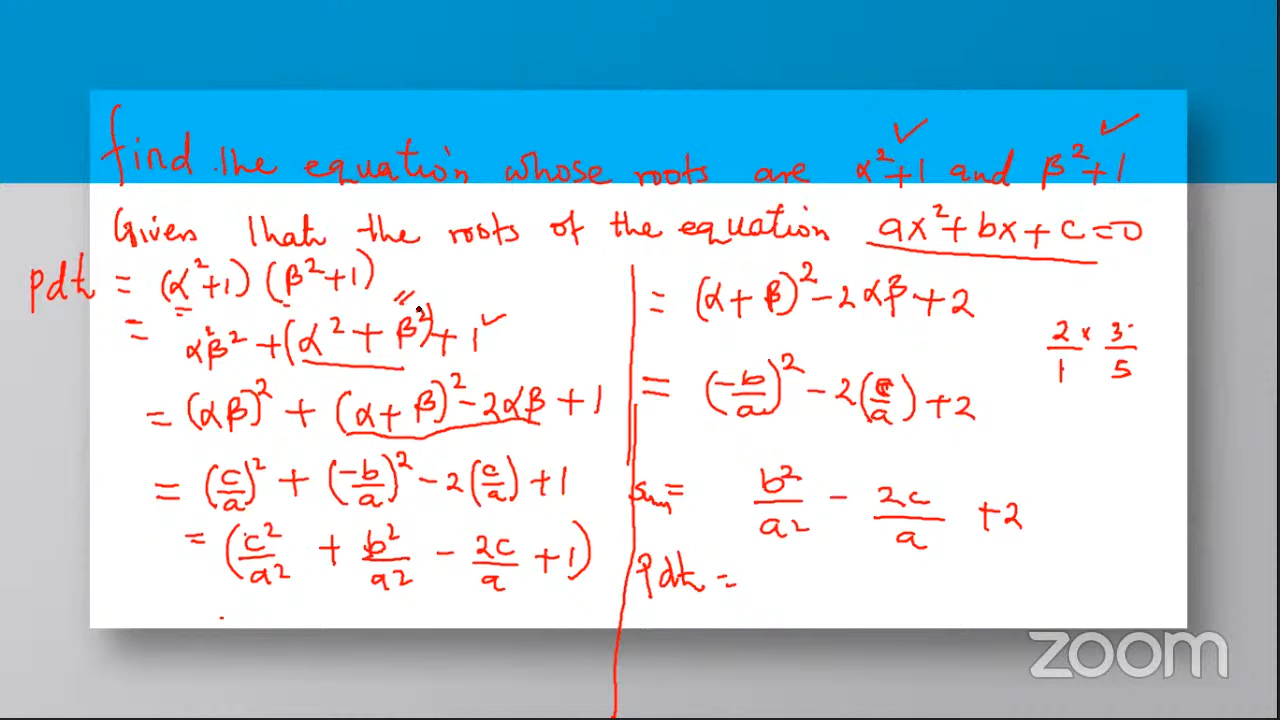 find the equation whose roots are α²+1 and β²+1
Given that the roots of the equation ax²+bx+c=0
pdt = (α²+1) (β²+1)
= α²β² + (α² + β²) + 1
= (αβ)² + (α+β)² - 2αβ + 1
= (c/a)² + (-b/a)² - 2(c/a) + 1
= (c²/a² + b²/a² - 2c/a + 1)
= (α+β)² - 2αβ + 2
2/1 × 3/5
= (-b/a)² - 2(c/a) + 2
sum = b²/a² - 2c/a + 2
Pdt =
zoom